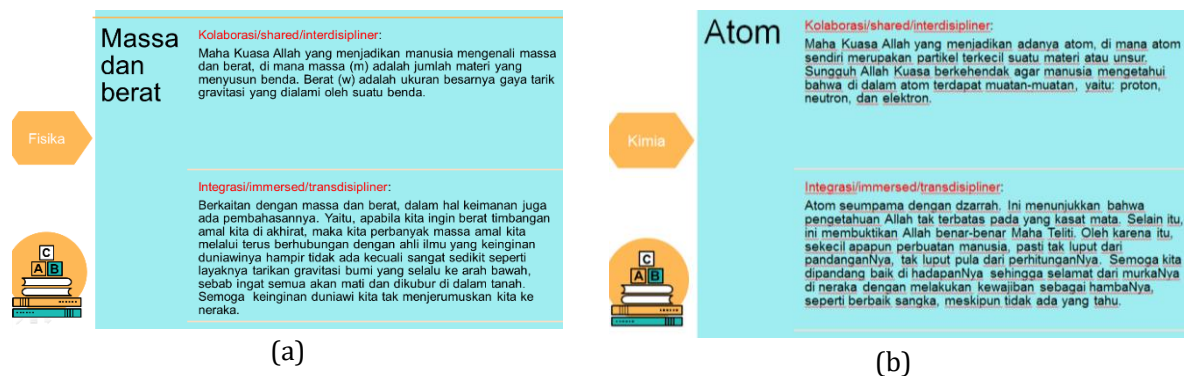 Massa
dan
berat
Kolaborasi/shared/interdisipliner:
Maha Kuasa Allah yang menjadikan manusia mengenali massa
dan berat, di mana massa (m) adalah jumlah materi yang
menyusun benda. Berat (w) adalah ukuran besarnya gaya tarik
gravitasi yang dialami oleh suatu benda.
Fisika
Integrasi/immersed/transdisipliner:
Berkaitan dengan massa dan berat, dalam hal keimanan juga
ada pembahasannya. Yaitu, apabila kita ingin berat timbangan
amal kita di akhirat, maka kita perbanyak massa amal kita
melalui terus berhubungan dengan ahli ilmu yang keinginan
duniawinya hampir tidak ada kecuali sangat sedikit seperti
layaknya tarikan gravitasi bumi yang selalu ke arah bawah,
sebab ingat semua akan mati dan dikubur di dalam tanah.
Semoga keinginan duniawi kita tak menjerumuskan kita ke
neraka.
C
A B
(a)
Atom
Kolaborasi/shared/interdisipliner:
Maha Kuasa Allah yang menjadikan adanya atom, di mana atom
sendiri merupakan partikel terkecil suatu materi atau unsur.
Sungguh Allah Kuasa berkehendak agar manusia mengetahui
bahwa di dalam atom terdapat muatan-muatan, yaitu: proton,
neutron, dan elektron.
Kimia
Integrasi/immersed/transdisipliner:
Atom seumpama dengan dzarrah. Ini menunjukkan bahwa
pengetahuan Allah tak terbatas pada yang kasat mata. Selain itu,
ini membuktikan Allah benar-benar Maha Teliti. Oleh karena itu,
sekecil apapun perbuatan manusia, pasti tak luput dari
pandanganNya, tak luput pula dari perhitunganNya. Semoga kita
dipandang baik di hadapanNya sehingga selamat dari murkaNya
di neraka dengan melakukan kewajiban sebagai hambaNya,
seperti berbaik sangka, meskipun tidak ada yang tahu.
C
A B
(b)